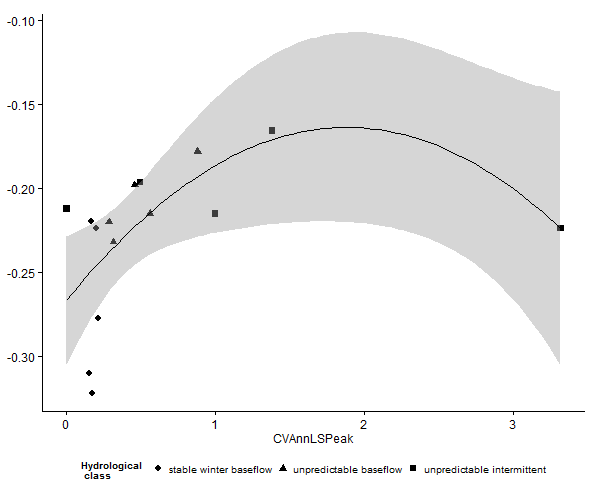 -0.10
-0.15
-0.20
-0.25
-0.30
0 1 2 3
CVAnnLSPeak
Hydrological
class
stable winter baseflow unpredictable baseflow unpredictable intermittent